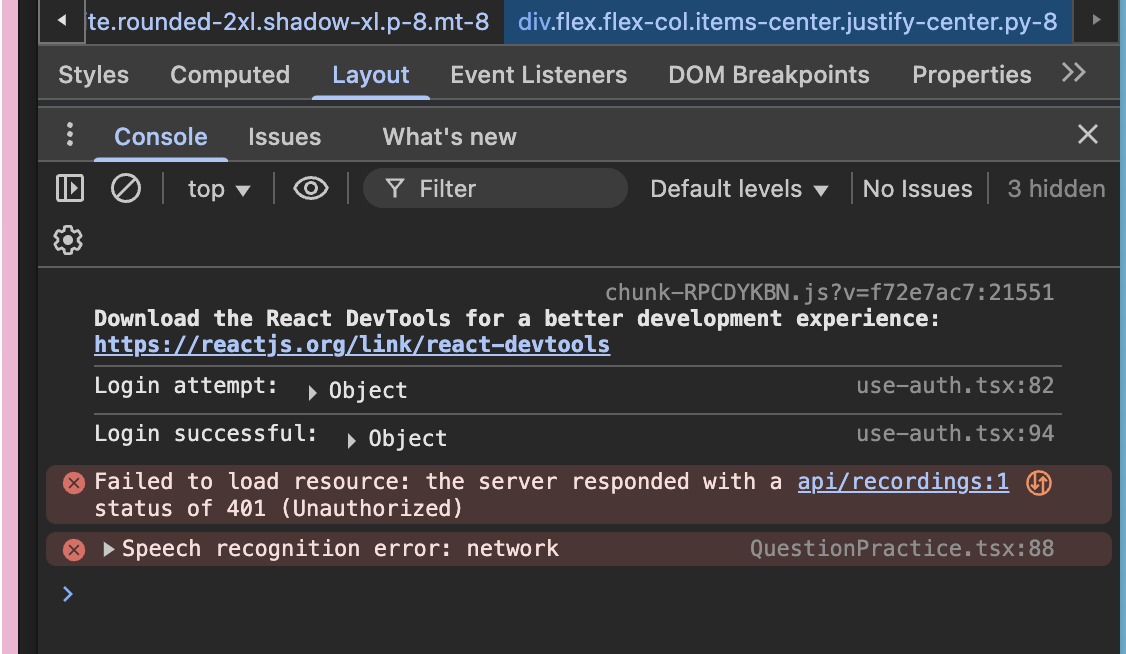 te.rounded-2xl.shadow-xl.p-8.mt-8 div.flex.flex-col.items-center.justify-center.py-8
Styles Computed Layout Event Listeners DOM Breakpoints Properties
Console Issues What's new
top Filter Default levels No Issues 3 hidden
chunk-RPCDYKBN.js?v=f72e7ac7:21551
Download the React DevTools for a better development experience:
https://reactjs.org/link/react-devtools
Login attempt: Object use-auth.tsx:82
Login successful: Object use-auth.tsx:94
Failed to load resource: the server responded with a api/recordings:1
status of 401 (Unauthorized)
Speech recognition error: network QuestionPractice.tsx:88